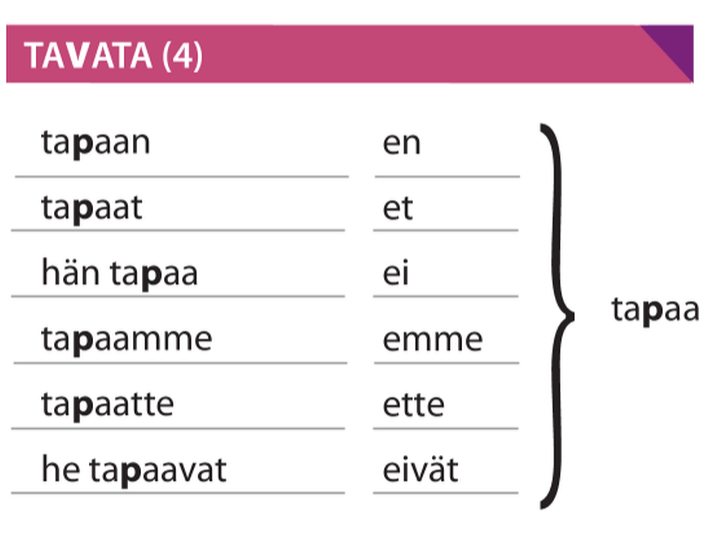 TAVATA (4)
tapaan en
tapaat et
hän tapaa ei
tapaamme emme
tapaatte ette
he tapaavat eivät
tapaa